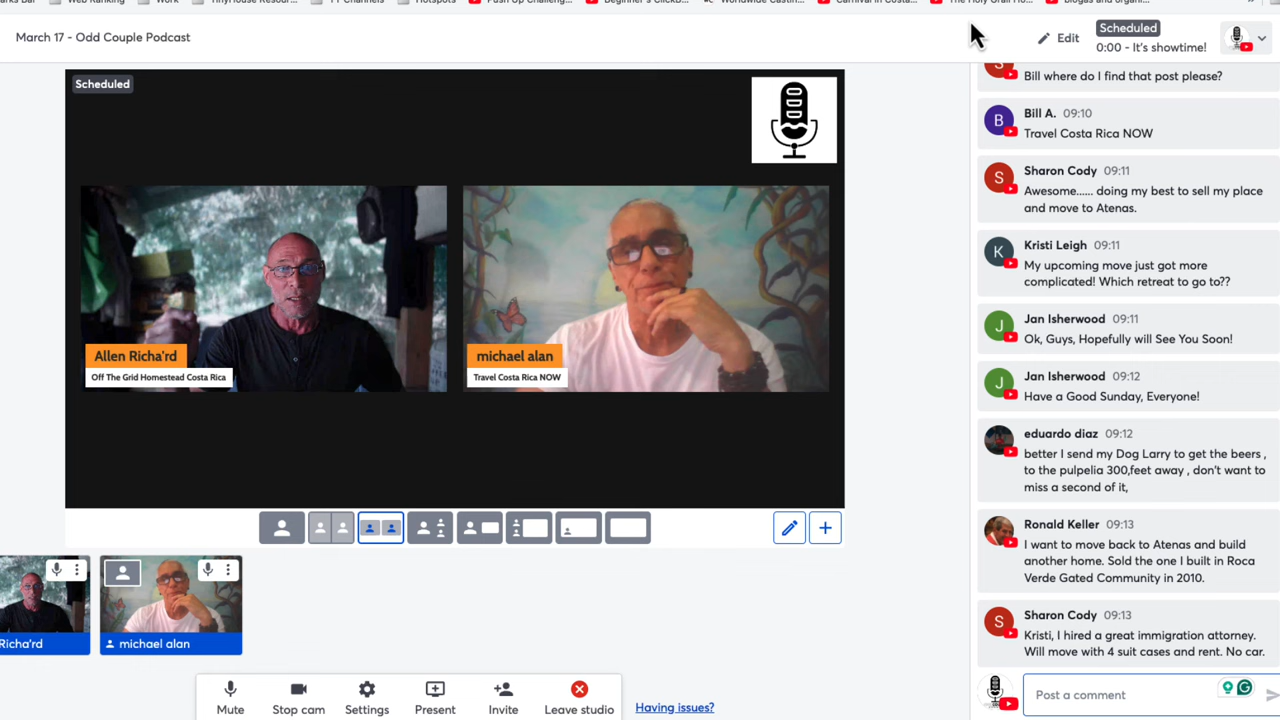 Web Ranking
Work
TinyHouse Resour...
Hotspots
March 17 - Odd Couple Podcast
Edit
Scheduled
0:00 - It's showtime!
Scheduled
ODD
Allen Richa'rd
Off The Grid Homestead Costa Rica
michael alan
Travel Costa Rica NOW
Richa'rd
michael alan
Mute
Stop cam
Settings
Present
Invite
Leave studio
Having issues?
S
Bill where do I find that post please?
B
Bill A. 09:10
Travel Costa Rica NOW
S
Sharon Cody 09:11
Awesome...... doing my best to sell my place
and move to Atenas.
K
Kristi Leigh 09:11
My upcoming move just got more
complicated! Which retreat to go to??
J
Jan Isherwood 09:11
Ok, Guys, Hopefully will See You Soon!
J
Jan Isherwood 09:12
Have a Good Sunday, Everyone!
eduardo diaz 09:12
better I send my Dog Larry to get the beers ,
to the pulpelia 300,feet away , don't want to
miss a second of it,
Ronald Keller 09:13
I want to move back to Atenas and build
another home. Sold the one I built in Roca
Verde Gated Community in 2010.
S
Sharon Cody 09:13
Kristi, I hired a great immigration attorney.
Will move with 4 suit cases and rent. No car.
Post a comment